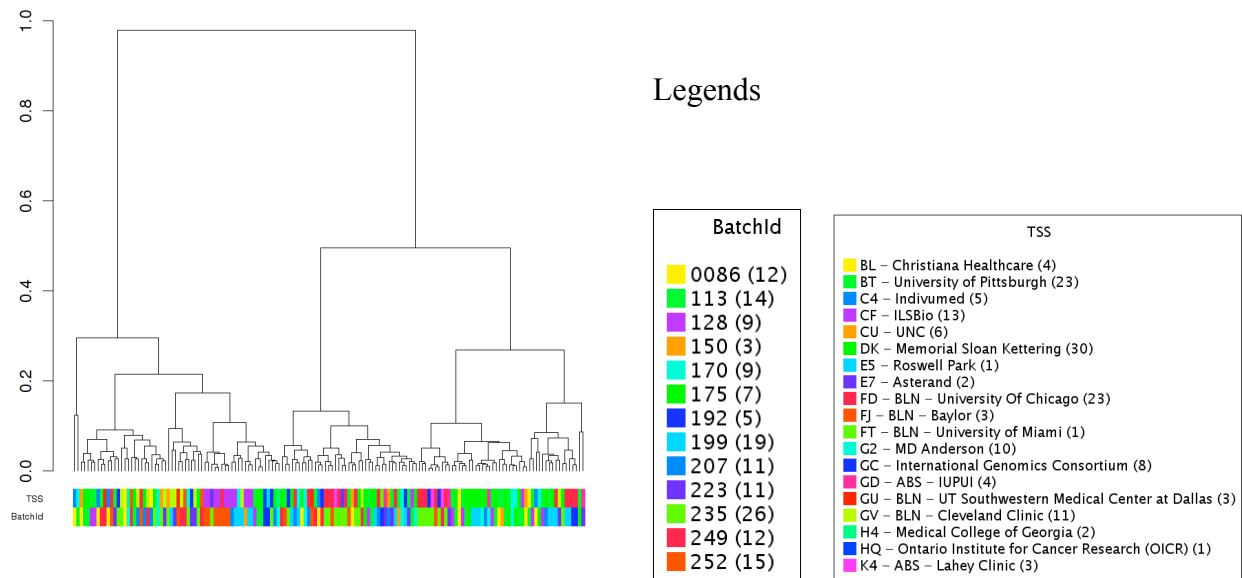 1.0
0.8
0.6
0.4
0.2
0.0
TSS
BatchId
Legends
BatchId
0086 (12)
113 (14)
128 (9)
150 (3)
170 (9)
175 (7)
192 (5)
199 (19)
207 (11)
223 (11)
235 (26)
249 (12)
252 (15)
TSS
BL – Christiana Healthcare (4)
BT – University of Pittsburgh (23)
C4 – Indivumed (5)
CF – ILSBio (13)
CU – UNC (6)
DK – Memorial Sloan Kettering (30)
E5 – Roswell Park (1)
E7 – Asterand (2)
FD – BLN – University Of Chicago (23)
FJ – BLN – Baylor (3)
FT – BLN – University of Miami (1)
G2 – MD Anderson (10)
GC – International Genomics Consortium (8)
GD – ABS – IUPUI (4)
GU – BLN – UT Southwestern Medical Center at Dallas (3)
GV – BLN – Cleveland Clinic (11)
H4 – Medical College of Georgia (2)
HQ – Ontario Institute for Cancer Research (OICR) (1)
K4 – ABS – Lahey Clinic (3)